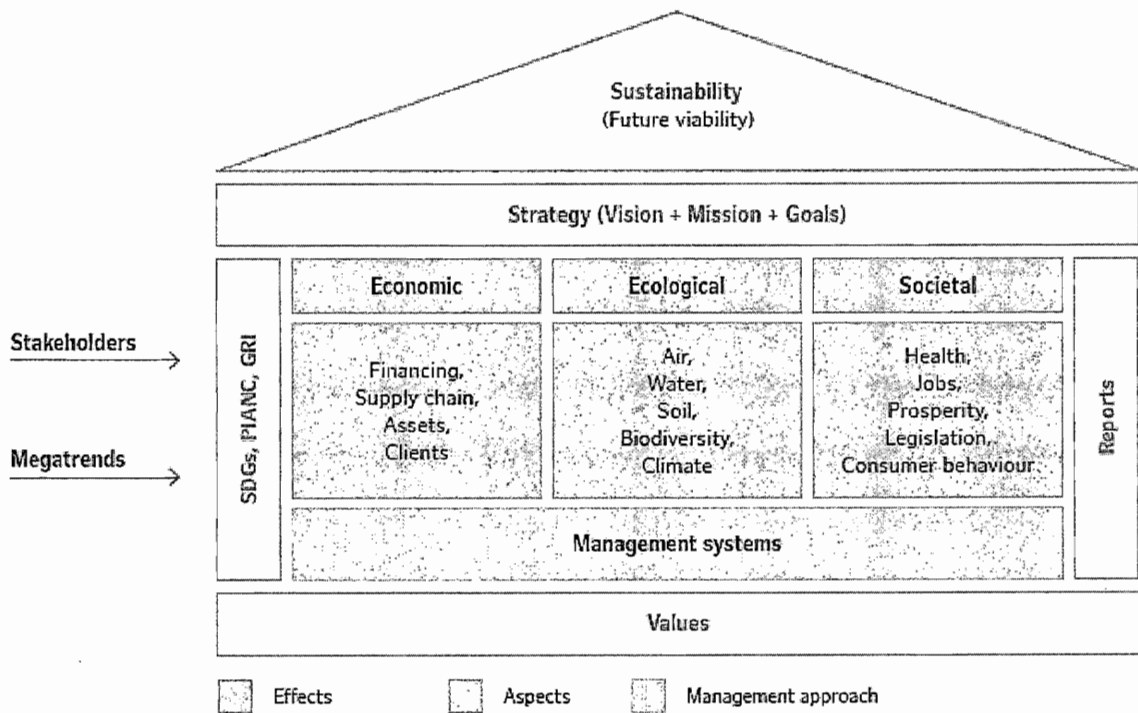 Sustainability
(Future viability)
Strategy (Vision + Mission + Goals)
Stakeholders
Megatrends
SDGs, PIANC, GRI
Economic
Financing,
Supply chain,
Assets,
Clients
Ecological
Air,
Water,
Soil,
Biodiversity,
Climate
Societal
Health,
Jobs,
Prosperity,
Legislation,
Consumer behaviour
Reports
Management systems
Values
Effects
Aspects
Management approach